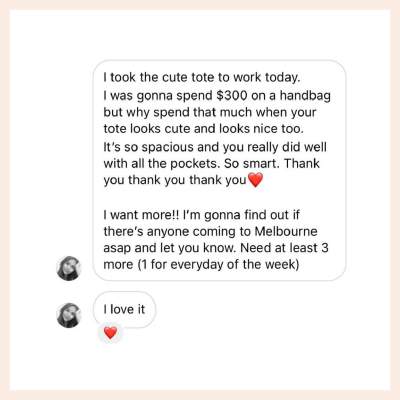 I took the cute tote to work today.
I was gonna spend $300 on a handbag
but why spend that much when your
tote looks cute and looks nice too.
It's so spacious and you really did well
with all the pockets. So smart. Thank
you thank you thank you❤️
I want more!! I'm gonna find out if
there's anyone coming to Melbourne
asap and let you know. Need at least 3
more (1 for everyday of the week)
I love it